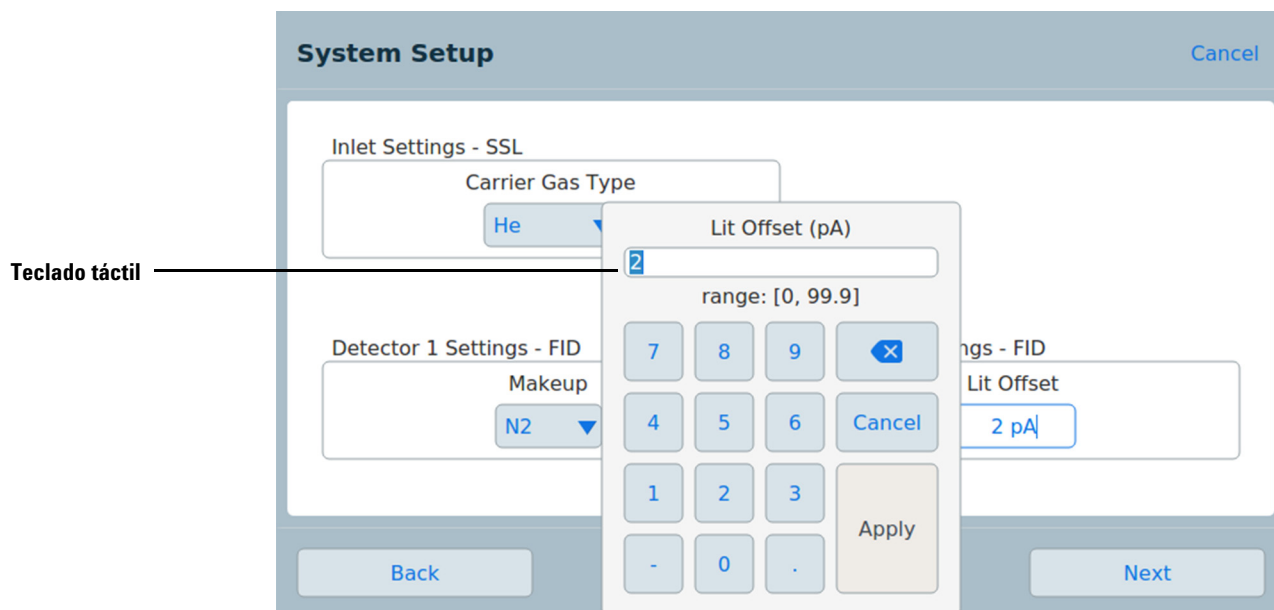 System Setup
Cancel
Inlet Settings - SSL
Carrier Gas Type
He
Teclado táctil
Lit Offset (pA)
2
range: [0, 99.9]
7 8 9
4 5 6 Cancel
1 2 3
Apply
- 0 .
Detector 1 Settings - FID
Makeup
N2
ngs - FID
Lit Offset
2 pA
Back
Next